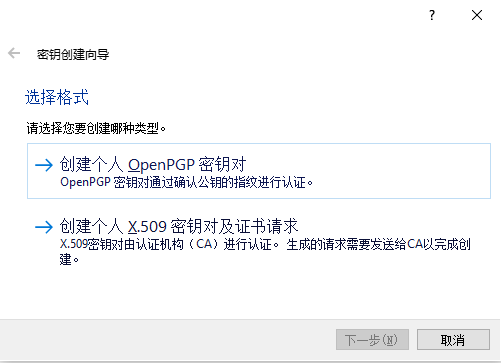 ?
密钥创建向导
选择格式
请选择您要创建哪种类型。
创建个人 OpenPGP 密钥对
OpenPGP 密钥对通过确认公钥的指纹进行认证。
创建个人 X.509 密钥对及证书请求
X.509密钥对由认证机构（CA）进行认证。 生成的请求需要发送给CA以完成创
建。
下一步(N)
取消